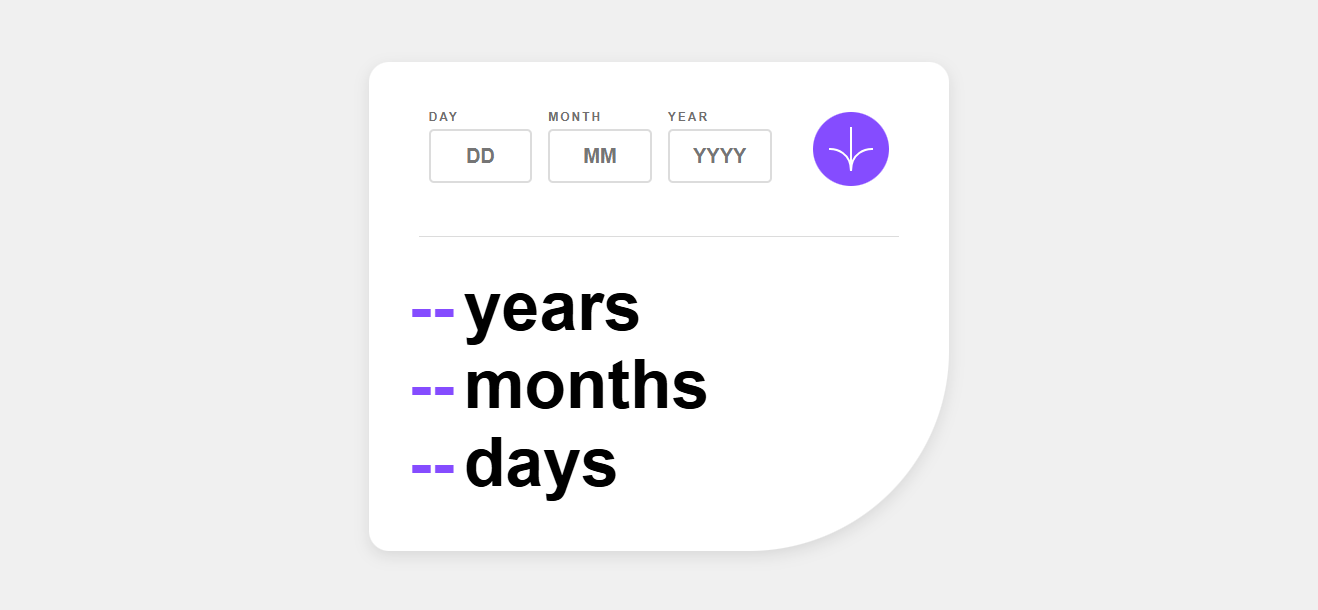 DAY MONTH YEAR
DD MM YYYY
-- years
-- months
-- days